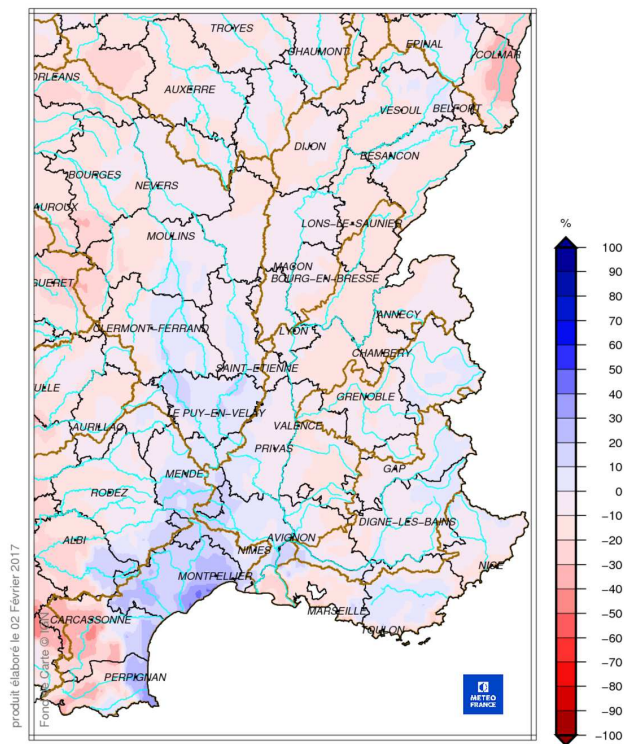 TROYES
CHAUMONT
EPINAL
COLMAR
ORLEANS
AUXERRE
VESOUL
BELFORT
DIJON
BESANCON
BOURGES
NEVERS
AUROUX
LONS-LE-SAUNIER
MOULINS
MACON
BOURG-EN-BRESSE
GUERET
ANNECY
CLERMONT-FERRAND
LYON
CHAMBERY
SAINT-ETIENNE
ULLE
GRENOBLE
LE PUY-EN-VELAY
AURILLAC
VALENCE
PRIVAS
MENDE
GAP
RODEZ
DIGNE-LES-BAINS
ALBI
AVIGNON
NIMES
NICE
MONTPELLIER
MARSEILLE
CARCASSONNE
TOULON
PERPIGNAN
%
100
90
80
70
60
50
40
30
20
10
0
-10
-20
-30
-40
-50
-60
-70
-80
-90
-100
METEO
FRANCE
produit élaboré le 02 Février 2017
Fond de Carte © IGN